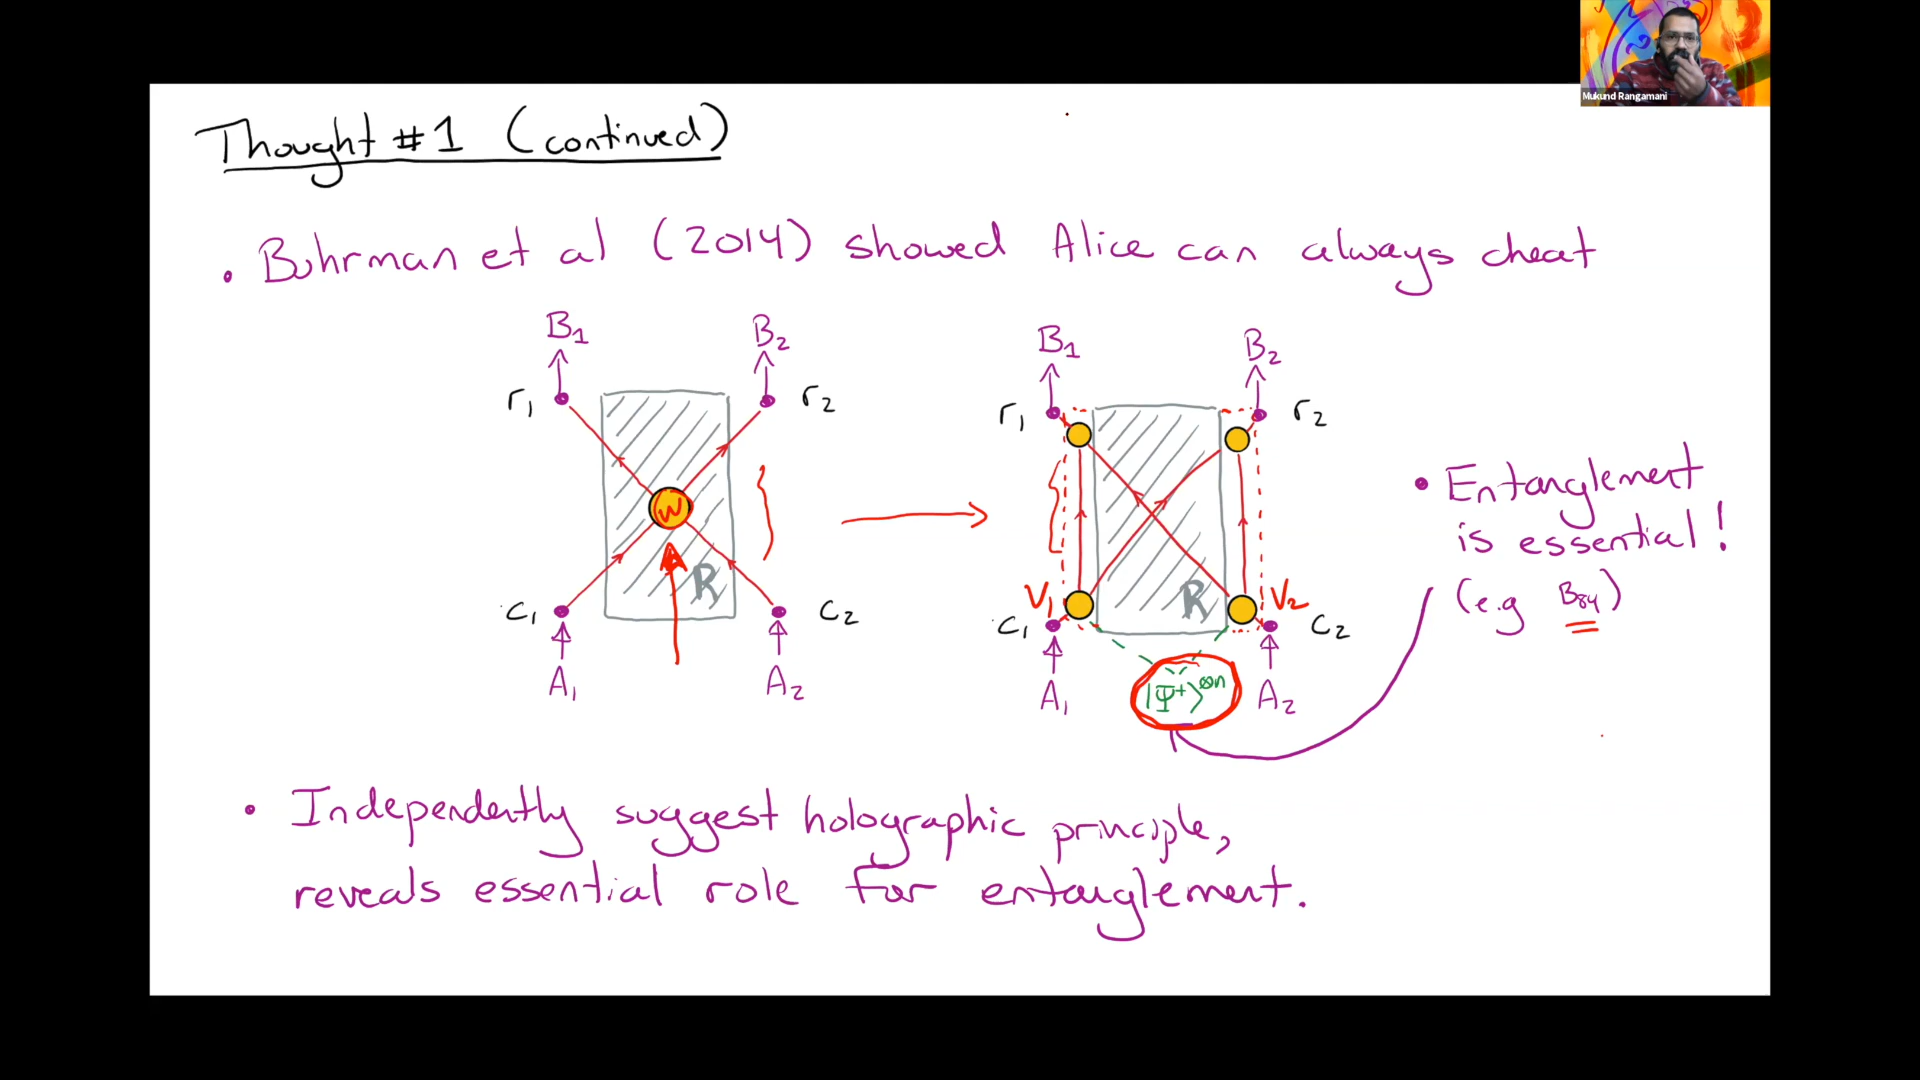 Mukund Rangamani
Thought #1 (continued)
• Buhrman et al (2014) showed Alice can always cheat
B₁ B₂
r₁ r₂
W
R
c₁ c₂
A₁ A₂
B₁ B₂
r₁ r₂
R
V₁ V₂
c₁ c₂
|Ψ⁺⟩^⊗n
A₁ A₂
• Entanglement
is essential!
(e.g B₈₄)
• Independently suggest holographic principle,
reveals essential role for entanglement.